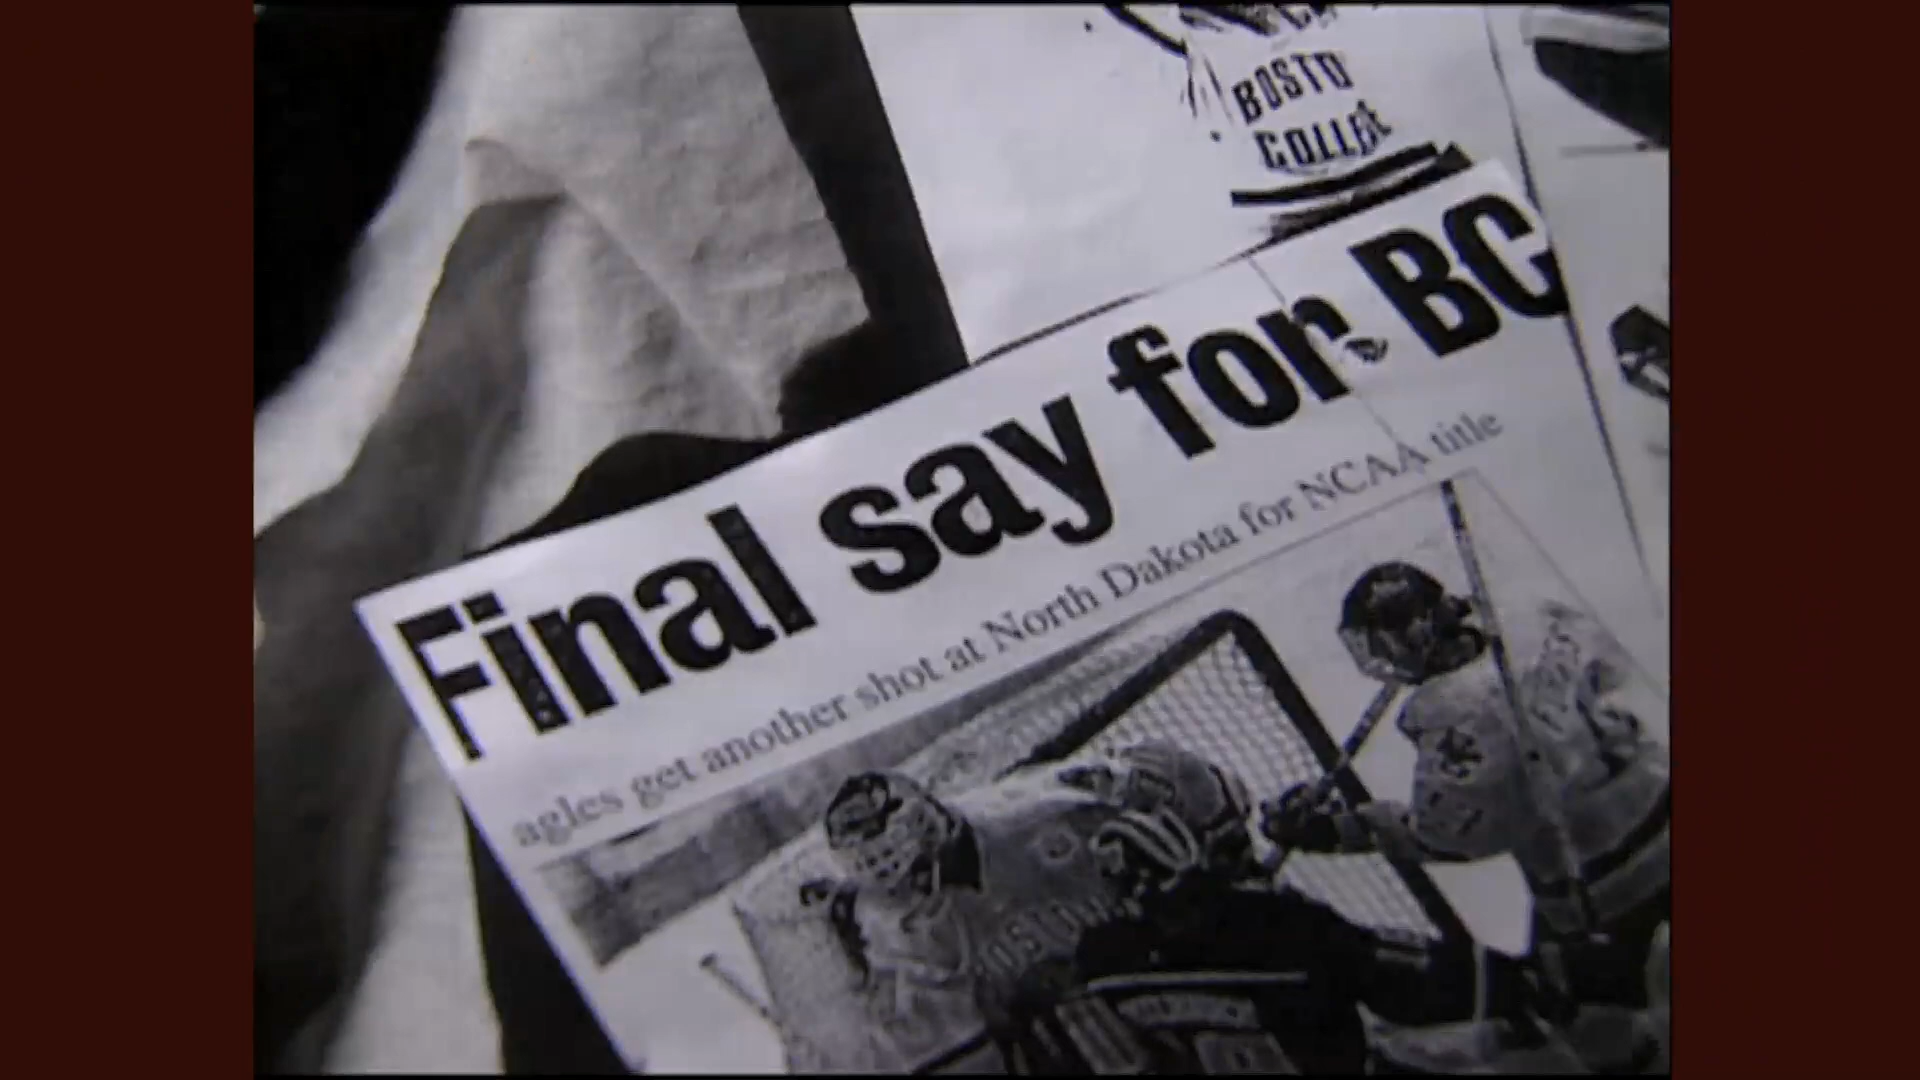 BOSTO
COLLE
Final say for BC
agles get another shot at North Dakota for NCAA title